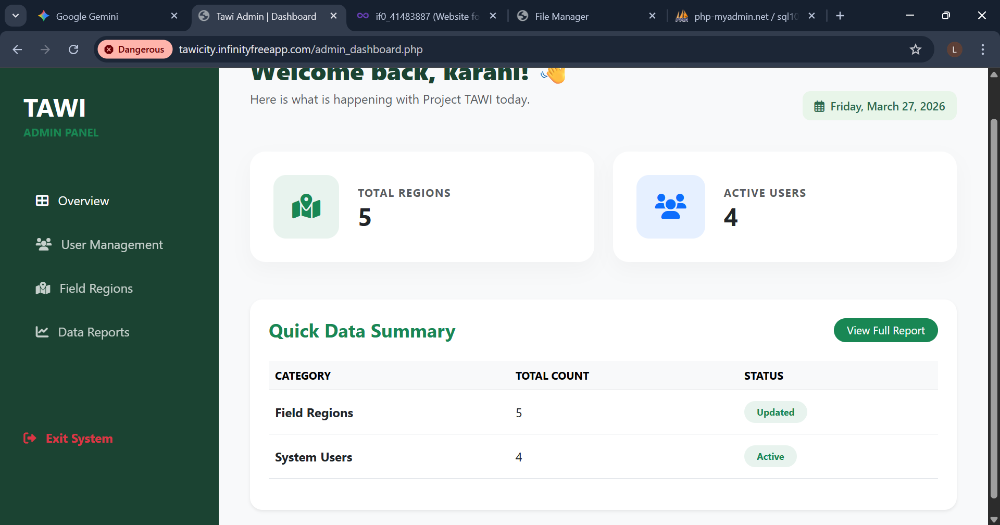 Google Gemini
Tawi Admin | Dashboard
if0_41483887 (Website fo
File Manager
php-myadmin.net / sql10
Dangerous
tawicity.infinityfreeapp.com/admin_dashboard.php
L
TAWI
ADMIN PANEL
Overview
User Management
Field Regions
Data Reports
Exit System
Welcome back, karani! 👋
Here is what is happening with Project TAWI today.
Friday, March 27, 2026
TOTAL REGIONS
5
ACTIVE USERS
4
Quick Data Summary
View Full Report
CATEGORY TOTAL COUNT STATUS
Field Regions 5 Updated
System Users 4 Active